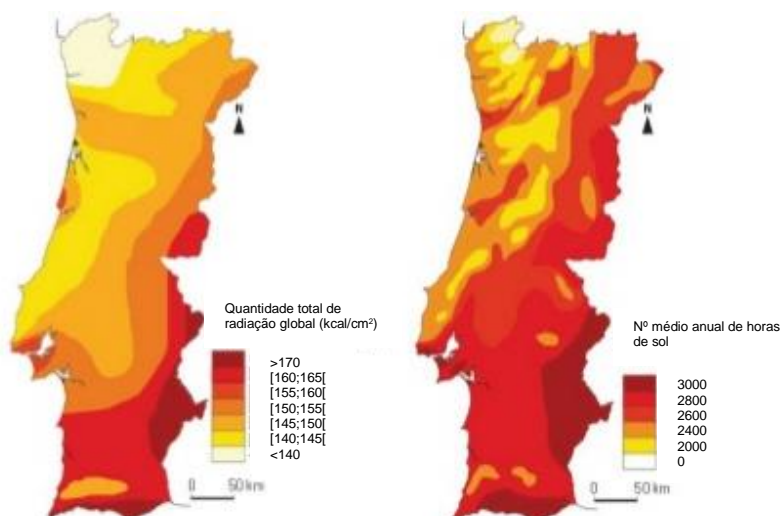 N
N
Quantidade total de
radiação global (kcal/cm²)
>170
[160;165[
[155;160[
[150;155[
[145;150[
[140;145[
<140
0 50 km
Nº médio anual de horas
de sol
3000
2800
2600
2400
2000
0
0 50 km